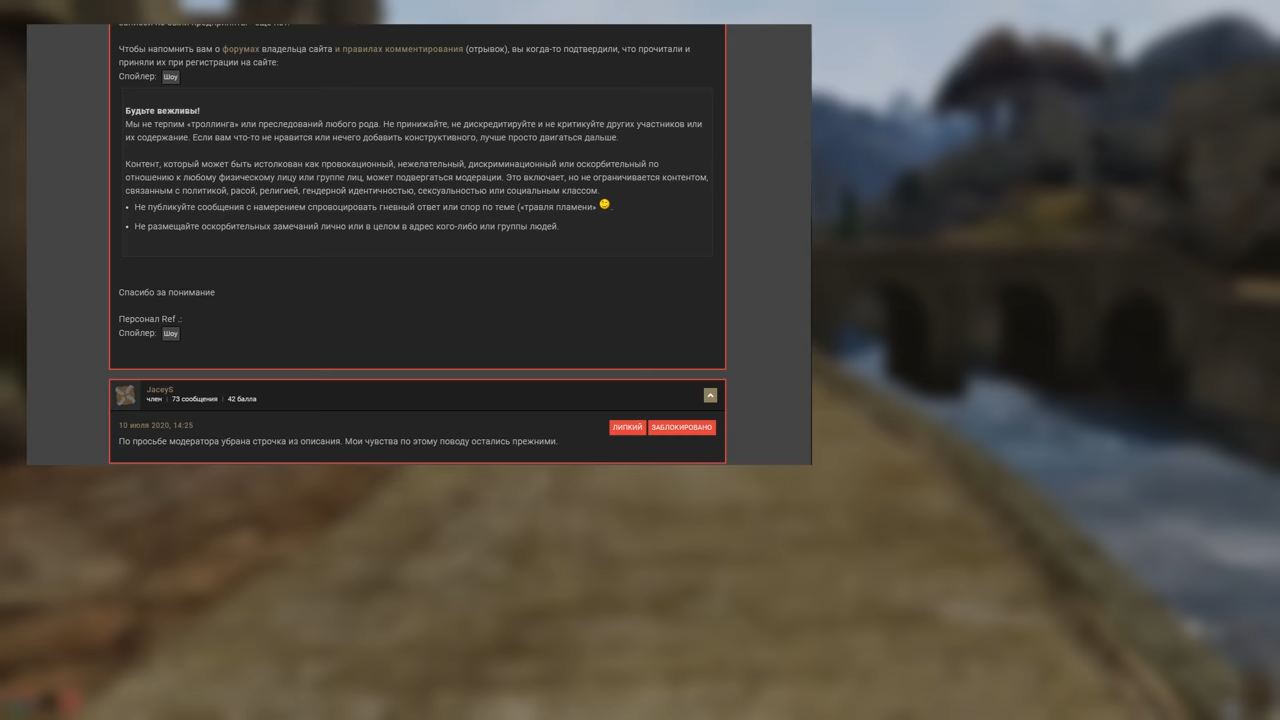 Чтобы напомнить вам о форумах владельца сайта и правилах комментирования (отрывок), вы когда-то подтвердили, что прочитали и
приняли их при регистрации на сайте:
Спойлер: Шоу
Будьте вежливы!
Мы не терпим «троллинга» или преследований любого рода. Не принижайте, не дискредитируйте и не критикуйте других участников или
их содержание. Если вам что-то не нравится или нечего добавить конструктивного, лучше просто двигаться дальше.
Контент, который может быть истолкован как провокационный, нежелательный, дискриминационный или оскорбительный по
отношению к любому физическому лицу или группе лиц, может подвергаться модерации. Это включает, но не ограничивается контентом,
связанным с политикой, расой, религией, гендерной идентичностью, сексуальностью или социальным классом.
• Не публикуйте сообщения с намерением спровоцировать гневный ответ или спор по теме («травля пламени» .
• Не размещайте оскорбительных замечаний лично или в целом в адрес кого-либо или группы людей.
Спасибо за понимание
Персонал Ref .:
Спойлер: Шоу
JaceyS
член | 73 сообщения | 42 балла
10 июля 2020, 14:25
ЛИПКИЙ ЗАБЛОКИРОВАНО
По просьбе модератора убрана строчка из описания. Мои чувства по этому поводу остались прежними.